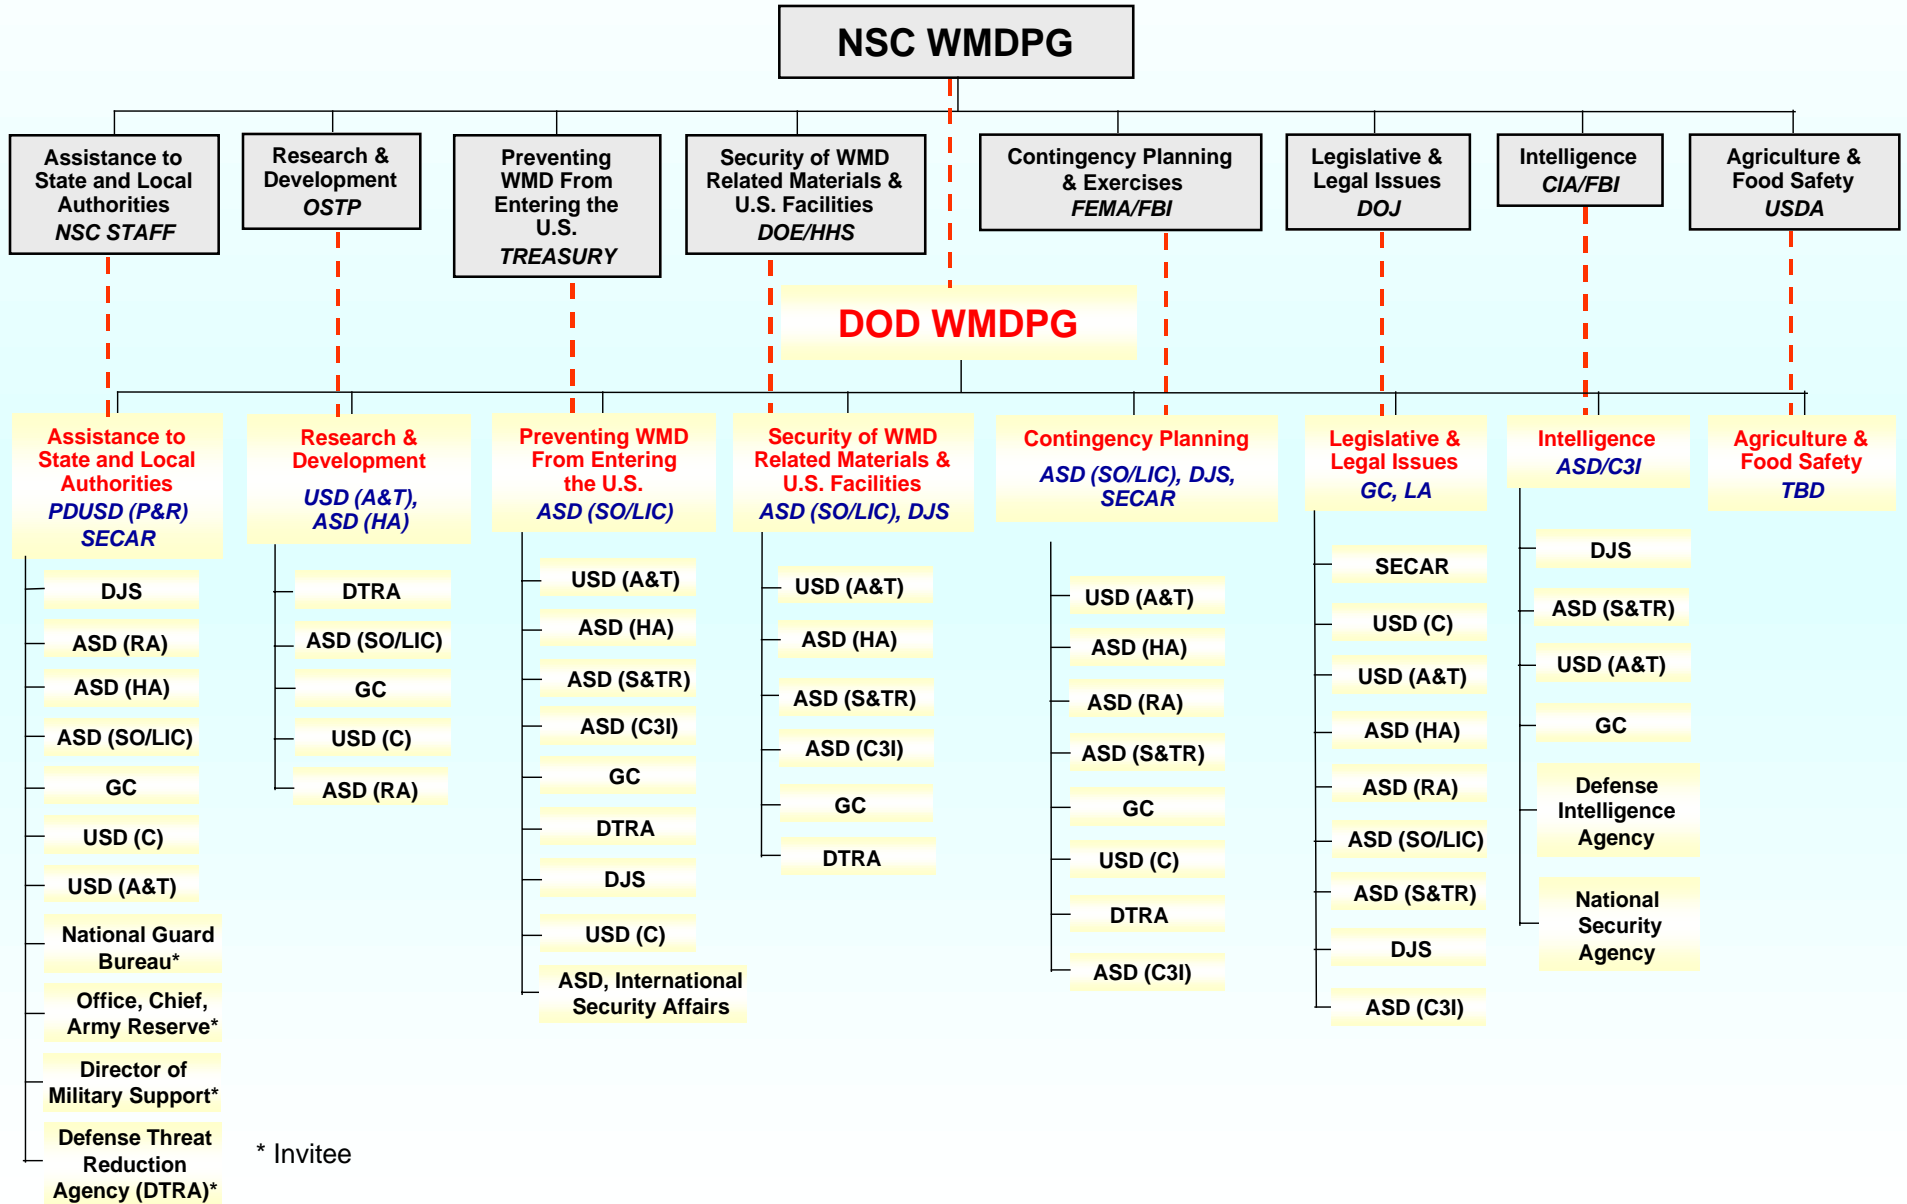 NSC WMDPG
Assistance to
State and Local
Authorities
NSC STAFF
Research &
Development
OSTP
Preventing
WMD From
Entering the
U.S.
TREASURY
Security of WMD
Related Materials &
U.S. Facilities
DOE/HHS
Contingency Planning
& Exercises
FEMA/FBI
Legislative &
Legal Issues
DOJ
Intelligence
CIA/FBI
Agriculture &
Food Safety
USDA
DOD WMDPG
Assistance to
State and Local
Authorities
PDUSD (P&R)
SECAR
DJS
ASD (RA)
ASD (HA)
ASD (SO/LIC)
GC
USD (C)
USD (A&T)
National Guard
Bureau*
Office, Chief,
Army Reserve*
Director of
Military Support*
Defense Threat
Reduction
Agency (DTRA)*
Research &
Development
USD (A&T),
ASD (HA)
DTRA
ASD (SO/LIC)
GC
USD (C)
ASD (RA)
Preventing WMD
From Entering
the U.S.
ASD (SO/LIC)
USD (A&T)
ASD (HA)
ASD (S&TR)
ASD (C3I)
GC
DTRA
DJS
USD (C)
ASD, International
Security Affairs
Security of WMD
Related Materials &
U.S. Facilities
ASD (SO/LIC), DJS
USD (A&T)
ASD (HA)
ASD (S&TR)
ASD (C3I)
GC
DTRA
Contingency Planning
ASD (SO/LIC), DJS,
SECAR
USD (A&T)
ASD (HA)
ASD (RA)
ASD (S&TR)
GC
USD (C)
DTRA
ASD (C3I)
Legislative &
Legal Issues
GC, LA
SECAR
USD (C)
USD (A&T)
ASD (HA)
ASD (RA)
ASD (SO/LIC)
ASD (S&TR)
DJS
ASD (C3I)
Intelligence
ASD/C3I
DJS
ASD (S&TR)
USD (A&T)
GC
Defense
Intelligence
Agency
National
Security
Agency
Agriculture &
Food Safety
TBD
* Invitee